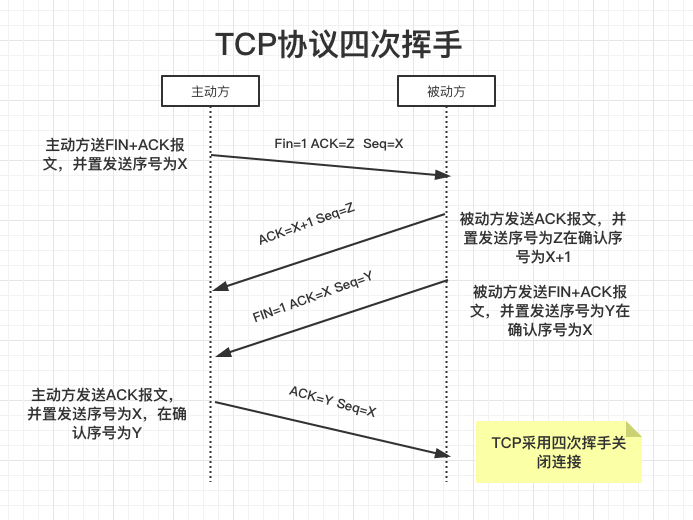 TCP协议四次挥手
主动方
被动方
主动方送FIN+ACK报
文，并置发送序号为X
Fin=1 ACK=Z  Seq=X
ACK=X+1 Seq=Z
被动方发送ACK报文，并
置发送序号为Z在确认序
号为X+1
FIN=1 ACK=X Seq=Y
被动方发送FIN+ACK报
文，并置发送序号为Y在
确认序号为X
主动方发送ACK报文，
并置发送序号为X，在确
认序号为Y
ACK=Y Seq=X
TCP采用四次挥手关
闭连接